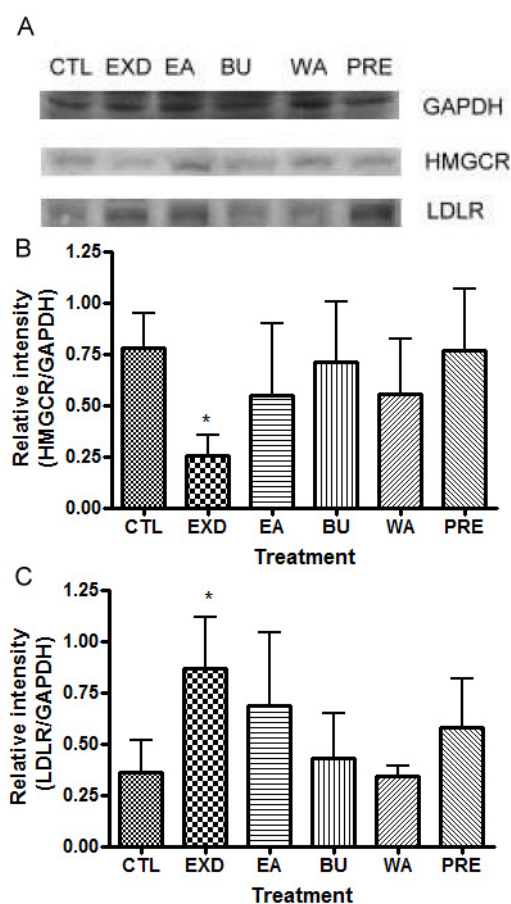 A
CTL EXD EA BU WA PRE
GAPDH
HMGCR
LDLR
B
Relative intensity
(HMGCR/GAPDH)
1.25
1.00
0.75
0.50
0.25
0.00
*
CTL EXD EA BU WA PRE
Treatment
C
Relative intensity
(LDLR/GAPDH)
1.25
1.00
0.75
0.50
0.25
0.00
*
CTL EXD EA BU WA PRE
Treatment